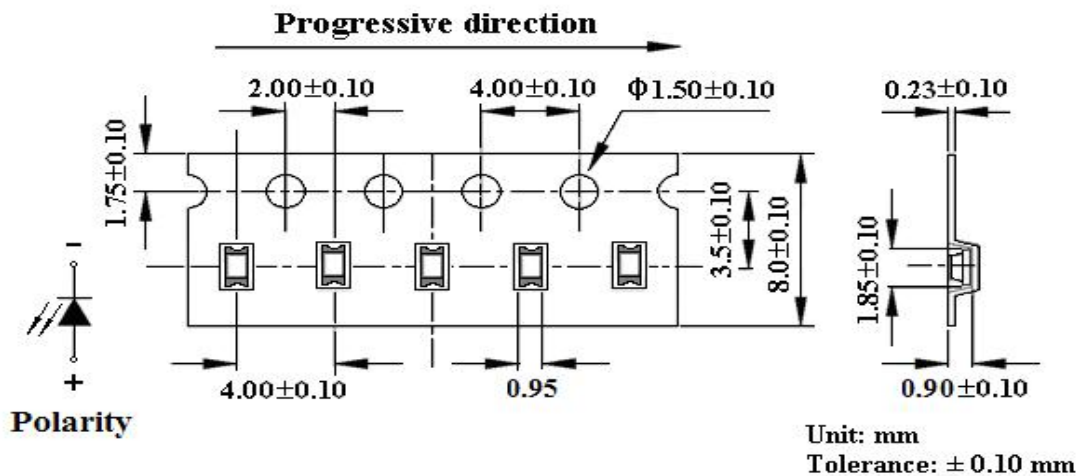 Progressive direction
2.00±0.10
4.00±0.10
Φ1.50±0.10
0.23±0.10
1.75±0.10
3.5±0.10
8.0±0.10
1.85±0.10
-
+
Polarity
4.00±0.10
0.95
0.90±0.10
Unit: mm
Tolerance: ± 0.10 mm